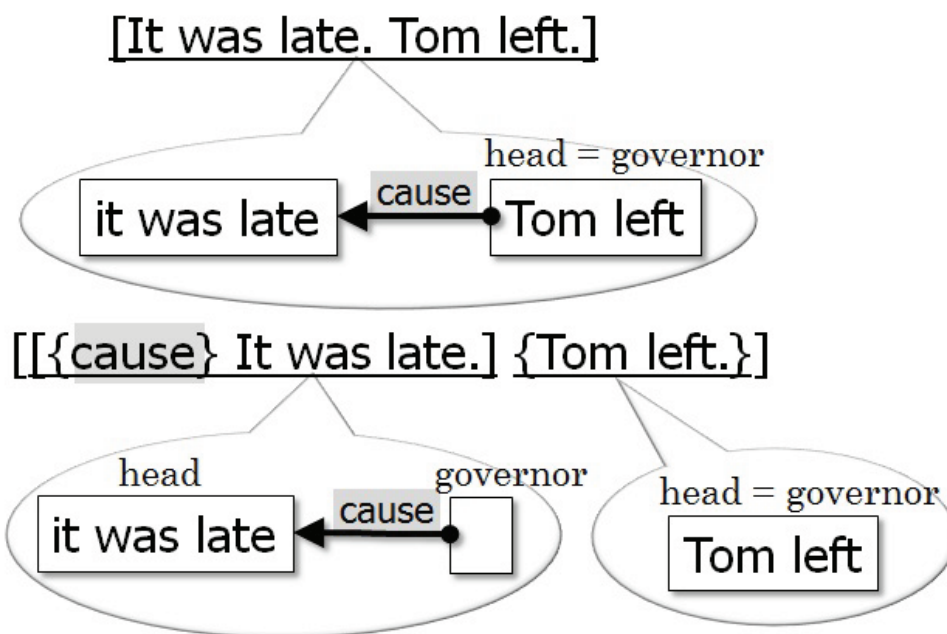 [It was late. Tom left.]
head = governor
it was late
cause
Tom left
[[{cause} It was late.] {Tom left.}]
head
governor
it was late
cause
head = governor
Tom left